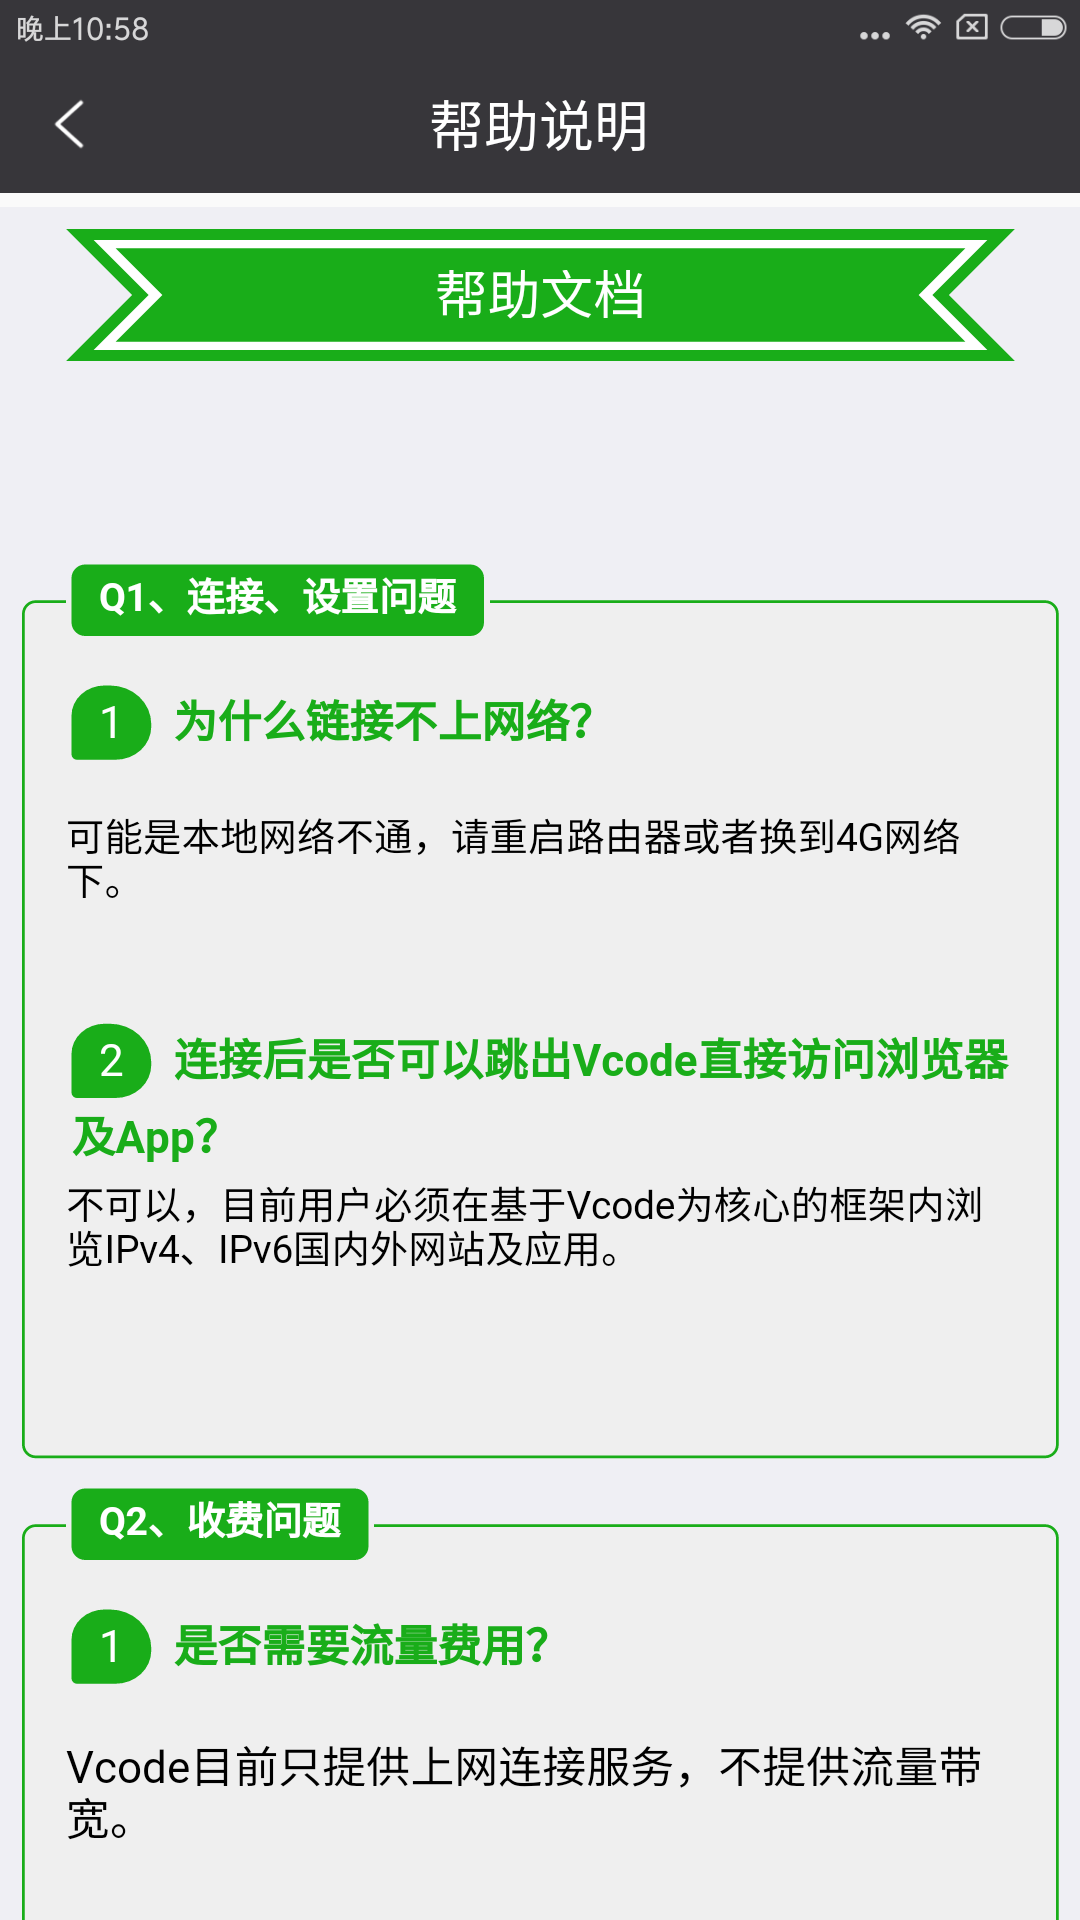 晚上10:58
帮助说明
帮助文档
Q1、连接、设置问题
1 为什么链接不上网络?
可能是本地网络不通，请重启路由器或者换到4G网络
下。
2 连接后是否可以跳出Vcode直接访问浏览器
及App？
不可以，目前用户必须在基于Vcode为核心的框架内浏
览IPv4、IPv6国内外网站及应用。
Q2、收费问题
1 是否需要流量费用?
Vcode目前只提供上网连接服务，不提供流量带
宽。